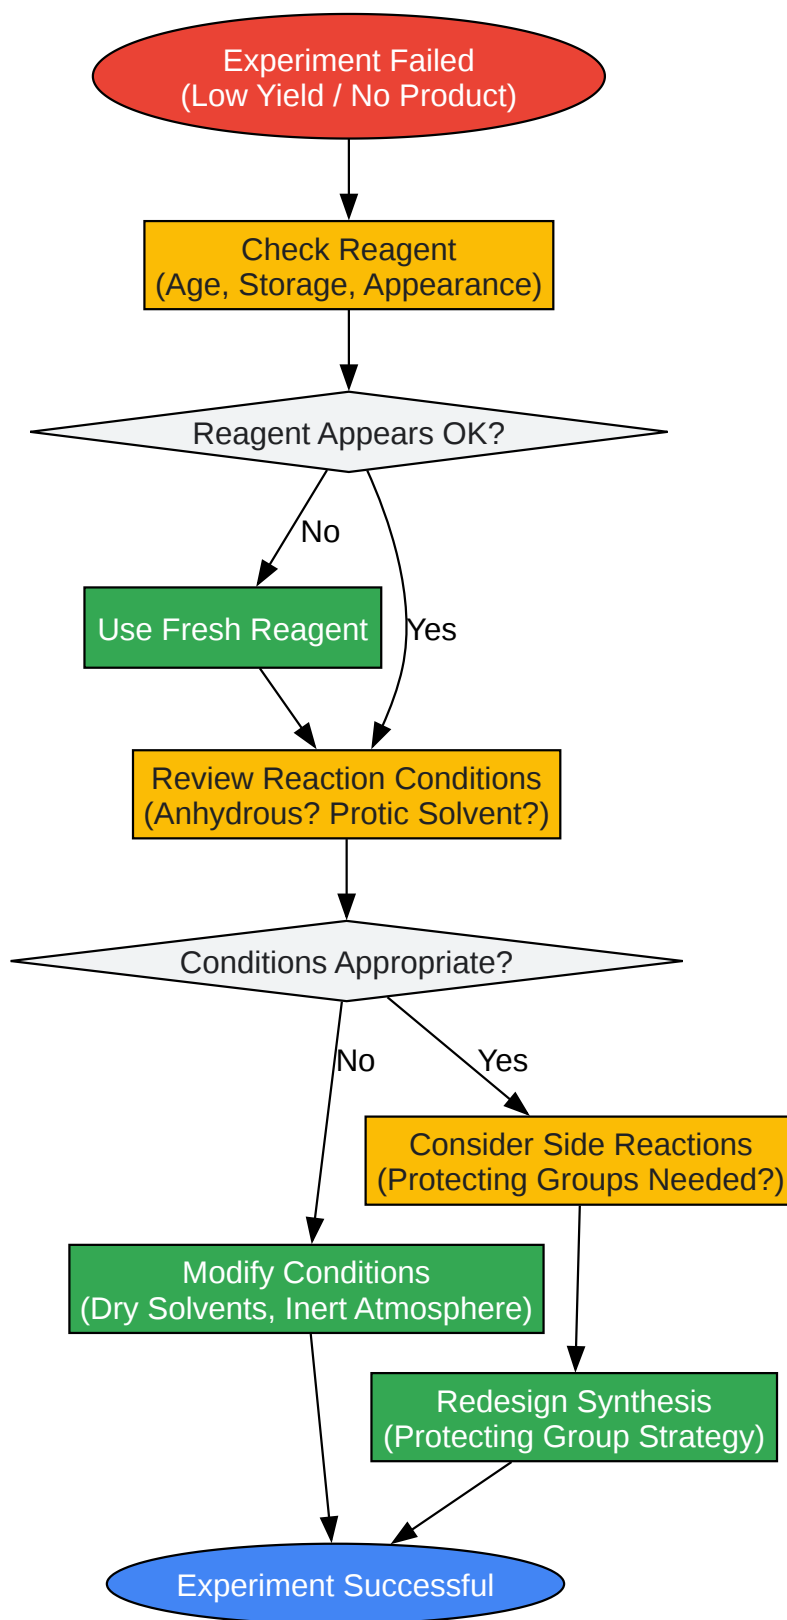 Experiment Failed
(Low Yield / No Product)
Check Reagent
(Age, Storage, Appearance)
Reagent Appears OK?
No
Use Fresh Reagent
Yes
Review Reaction Conditions
(Anhydrous? Protic Solvent?)
Conditions Appropriate?
No
Yes
Consider Side Reactions
(Protecting Groups Needed?)
Modify Conditions
(Dry Solvents, Inert Atmosphere)
Redesign Synthesis
(Protecting Group Strategy)
Experiment Successful